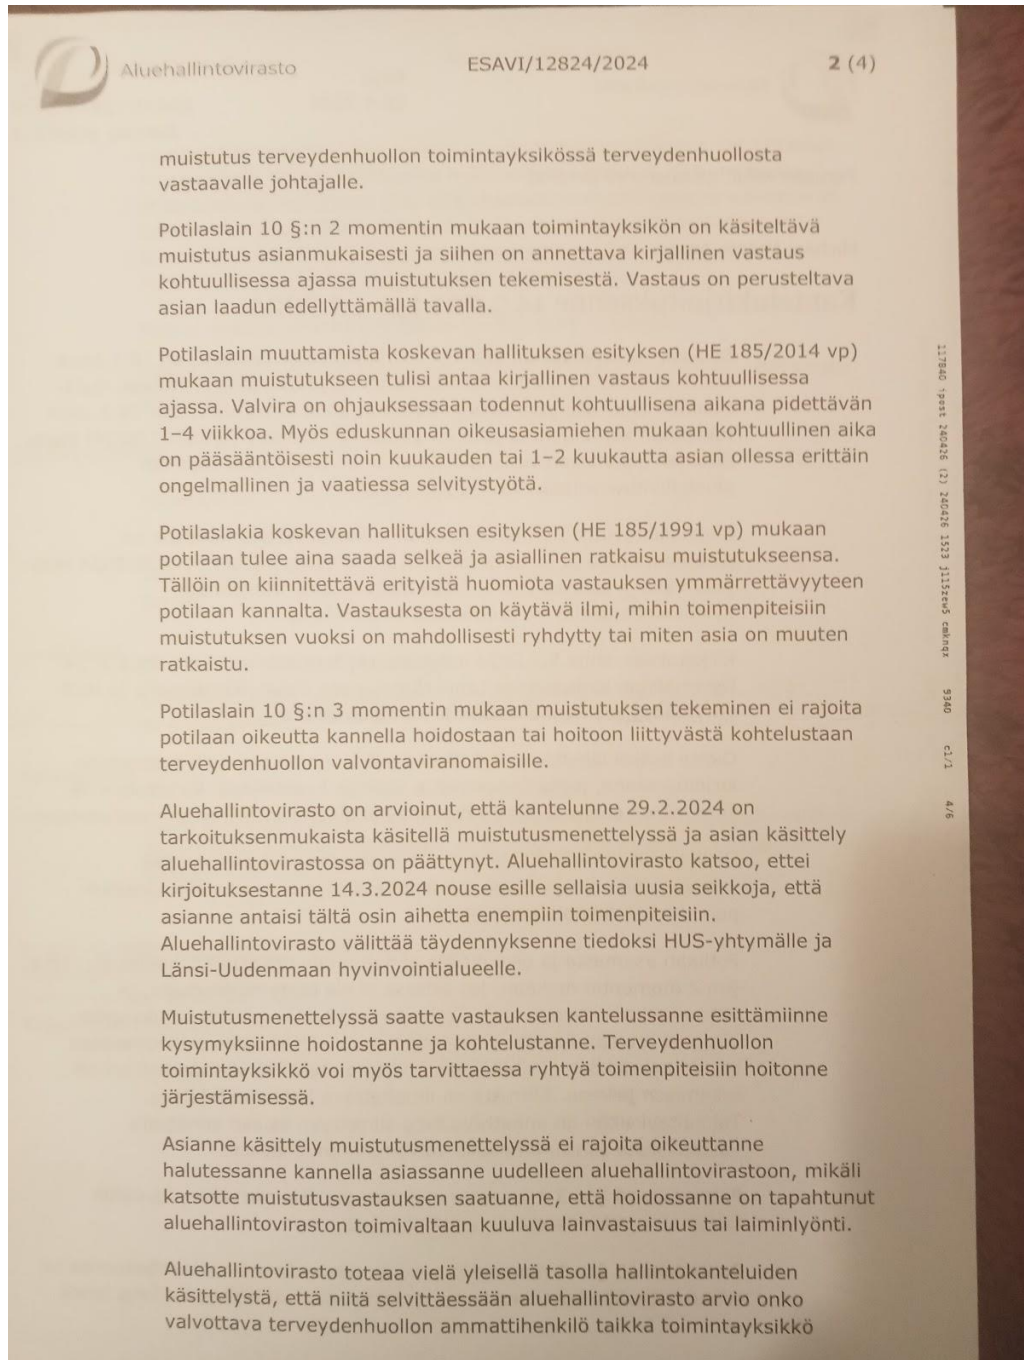 Aluehallintovirasto
ESAVI/12824/2024
2 (4)
muistutus terveydenhuollon toimintayksikössä terveydenhuollosta
vastaavalle johtajalle.
Potilaslain 10 §:n 2 momentin mukaan toimintayksikön on käsiteltävä
muistutus asianmukaisesti ja siihen on annettava kirjallinen vastaus
kohtuullisessa ajassa muistutuksen tekemisestä. Vastaus on perusteltava
asian laadun edellyttämällä tavalla.
Potilaslain muuttamista koskevan hallituksen esityksen (HE 185/2014 vp)
mukaan muistutukseen tulisi antaa kirjallinen vastaus kohtuullisessa
ajassa. Valvira on ohjauksessaan todennut kohtuullisena aikana pidettävän
1–4 viikkoa. Myös eduskunnan oikeusasiamiehen mukaan kohtuullinen aika
on pääsääntöisesti noin kuukauden tai 1–2 kuukautta asian ollessa erittäin
ongelmallinen ja vaatiessa selvitystyötä.
Potilaslakia koskevan hallituksen esityksen (HE 185/1991 vp) mukaan
potilaan tulee aina saada selkeä ja asiallinen ratkaisu muistutukseensa.
Tällöin on kiinnitettävä erityistä huomiota vastauksen ymmärrettävyyteen
potilaan kannalta. Vastauksesta on käytävä ilmi, mihin toimenpiteisiin
muistutuksen vuoksi on mahdollisesti ryhdytty tai miten asia on muuten
ratkaistu.
Potilaslain 10 §:n 3 momentin mukaan muistutuksen tekeminen ei rajoita
potilaan oikeutta kannella hoidostaan tai hoitoon liittyvästä kohtelustaan
terveydenhuollon valvontaviranomaisille.
Aluehallintovirasto on arvioinut, että kantelunne 29.2.2024 on
tarkoituksenmukaista käsitellä muistutusmenettelyssä ja asian käsittely
aluehallintovirastossa on päättynyt. Aluehallintovirasto katsoo, ettei
kirjoituksestanne 14.3.2024 nouse esille sellaisia uusia seikkoja, että
asianne antaisi tältä osin aihetta enempiin toimenpiteisiin.
Aluehallintovirasto välittää täydennyksenne tiedoksi HUS-yhtymälle ja
Länsi-Uudenmaan hyvinvointialueelle.
Muistutusmenettelyssä saatte vastauksen kantelussanne esittämiinne
kysymyksiinne hoidostanne ja kohtelustanne. Terveydenhuollon
toimintayksikkö voi myös tarvittaessa ryhtyä toimenpiteisiin hoitonne
järjestämisessä.
Asianne käsittely muistutusmenettelyssä ei rajoita oikeuttanne
halutessanne kannella asiassanne uudelleen aluehallintovirastoon, mikäli
katsotte muistutusvastauksen saatuanne, että hoidossanne on tapahtunut
aluehallintoviraston toimivaltaan kuuluva lainvastaisuus tai laiminlyönti.
Aluehallintovirasto toteaa vielä yleisellä tasolla hallintokanteluiden
käsittelystä, että niitä selvittäessään aluehallintovirasto arvio onko
valvottava terveydenhuollon ammattihenkilö taikka toimintayksikkö
117840 ipost 240426 (2) 240426 1523 j115zew5 cmknqx 9340 c1/1 4/6